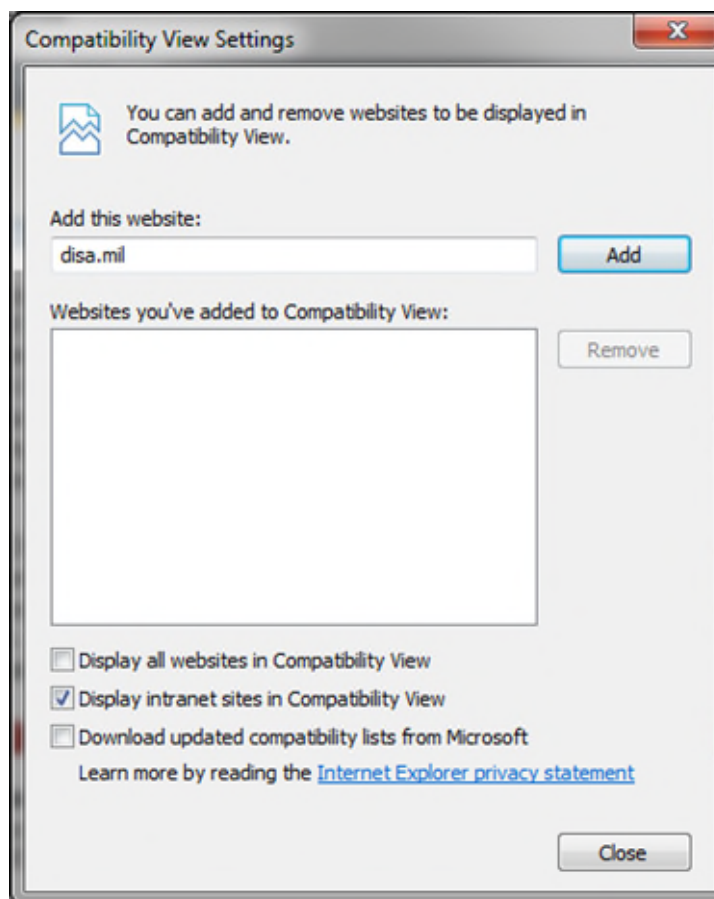 Compatibility View Settings
You can add and remove websites to be displayed in
Compatibility View.
Add this website:
disa.mil
Add
Websites you've added to Compatibility View:
Remove
Display all websites in Compatibility View
Display intranet sites in Compatibility View
Download updated compatibility lists from Microsoft
Learn more by reading the Internet Explorer privacy statement
Close